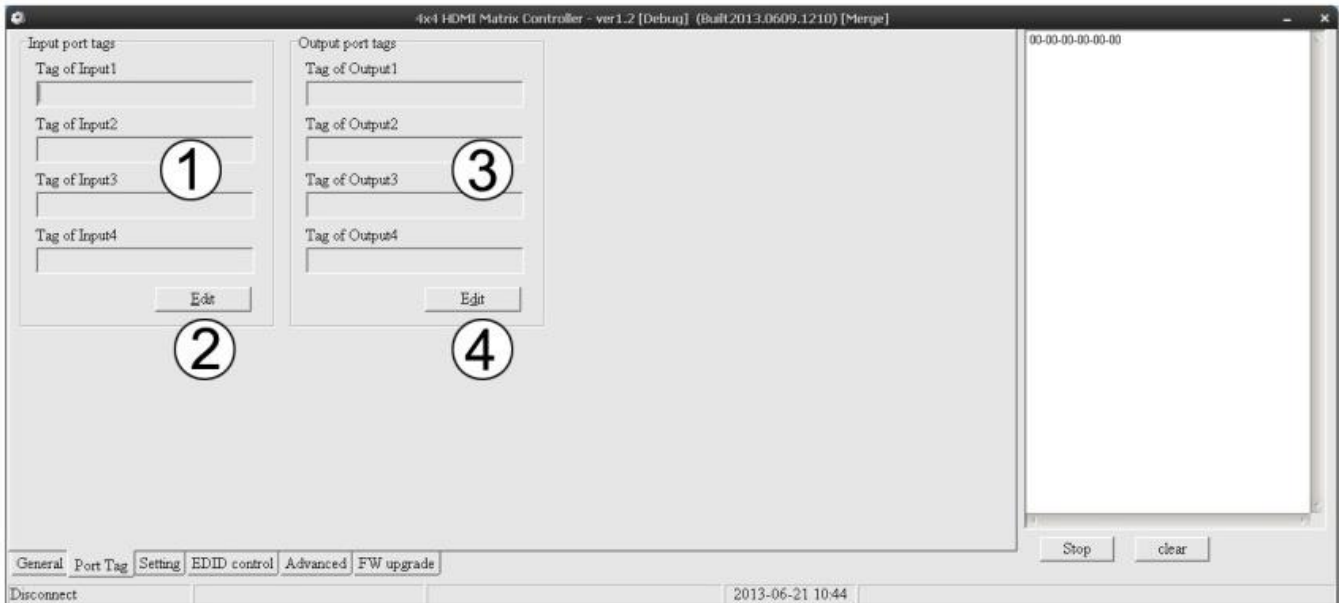 4x4 HDMI Matrix Controller - ver1.2 [Debug] (Built2013.0609.1210) [Merge]
Input port tags
Tag of Input1
Tag of Input2
1
Tag of Input3
Tag of Input4
Edit
2
Output port tags
Tag of Output1
Tag of Output2
3
Tag of Output3
Tag of Output4
Edit
4
00-00-00-00-00-00
Stop clear
General Port Tag Setting EDID control Advanced FW upgrade
Disconnect 2013-06-21 10:44